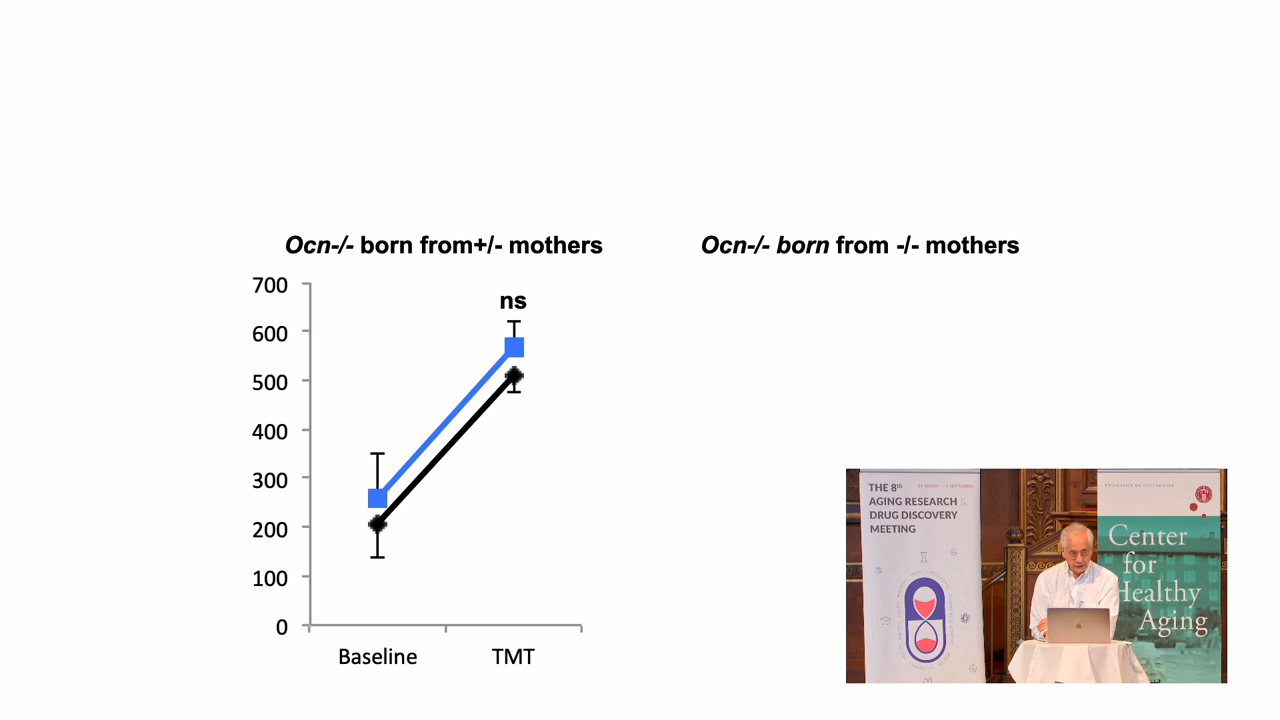 Ocn-/- born from+/- mothers
Ocn-/- born from -/- mothers
700
600
500
400
300
200
100
0
ns
Baseline
TMT
THE 8th
AGING RESEARCH &
DRUG DISCOVERY
MEETING
Center
for
Healthy
Aging